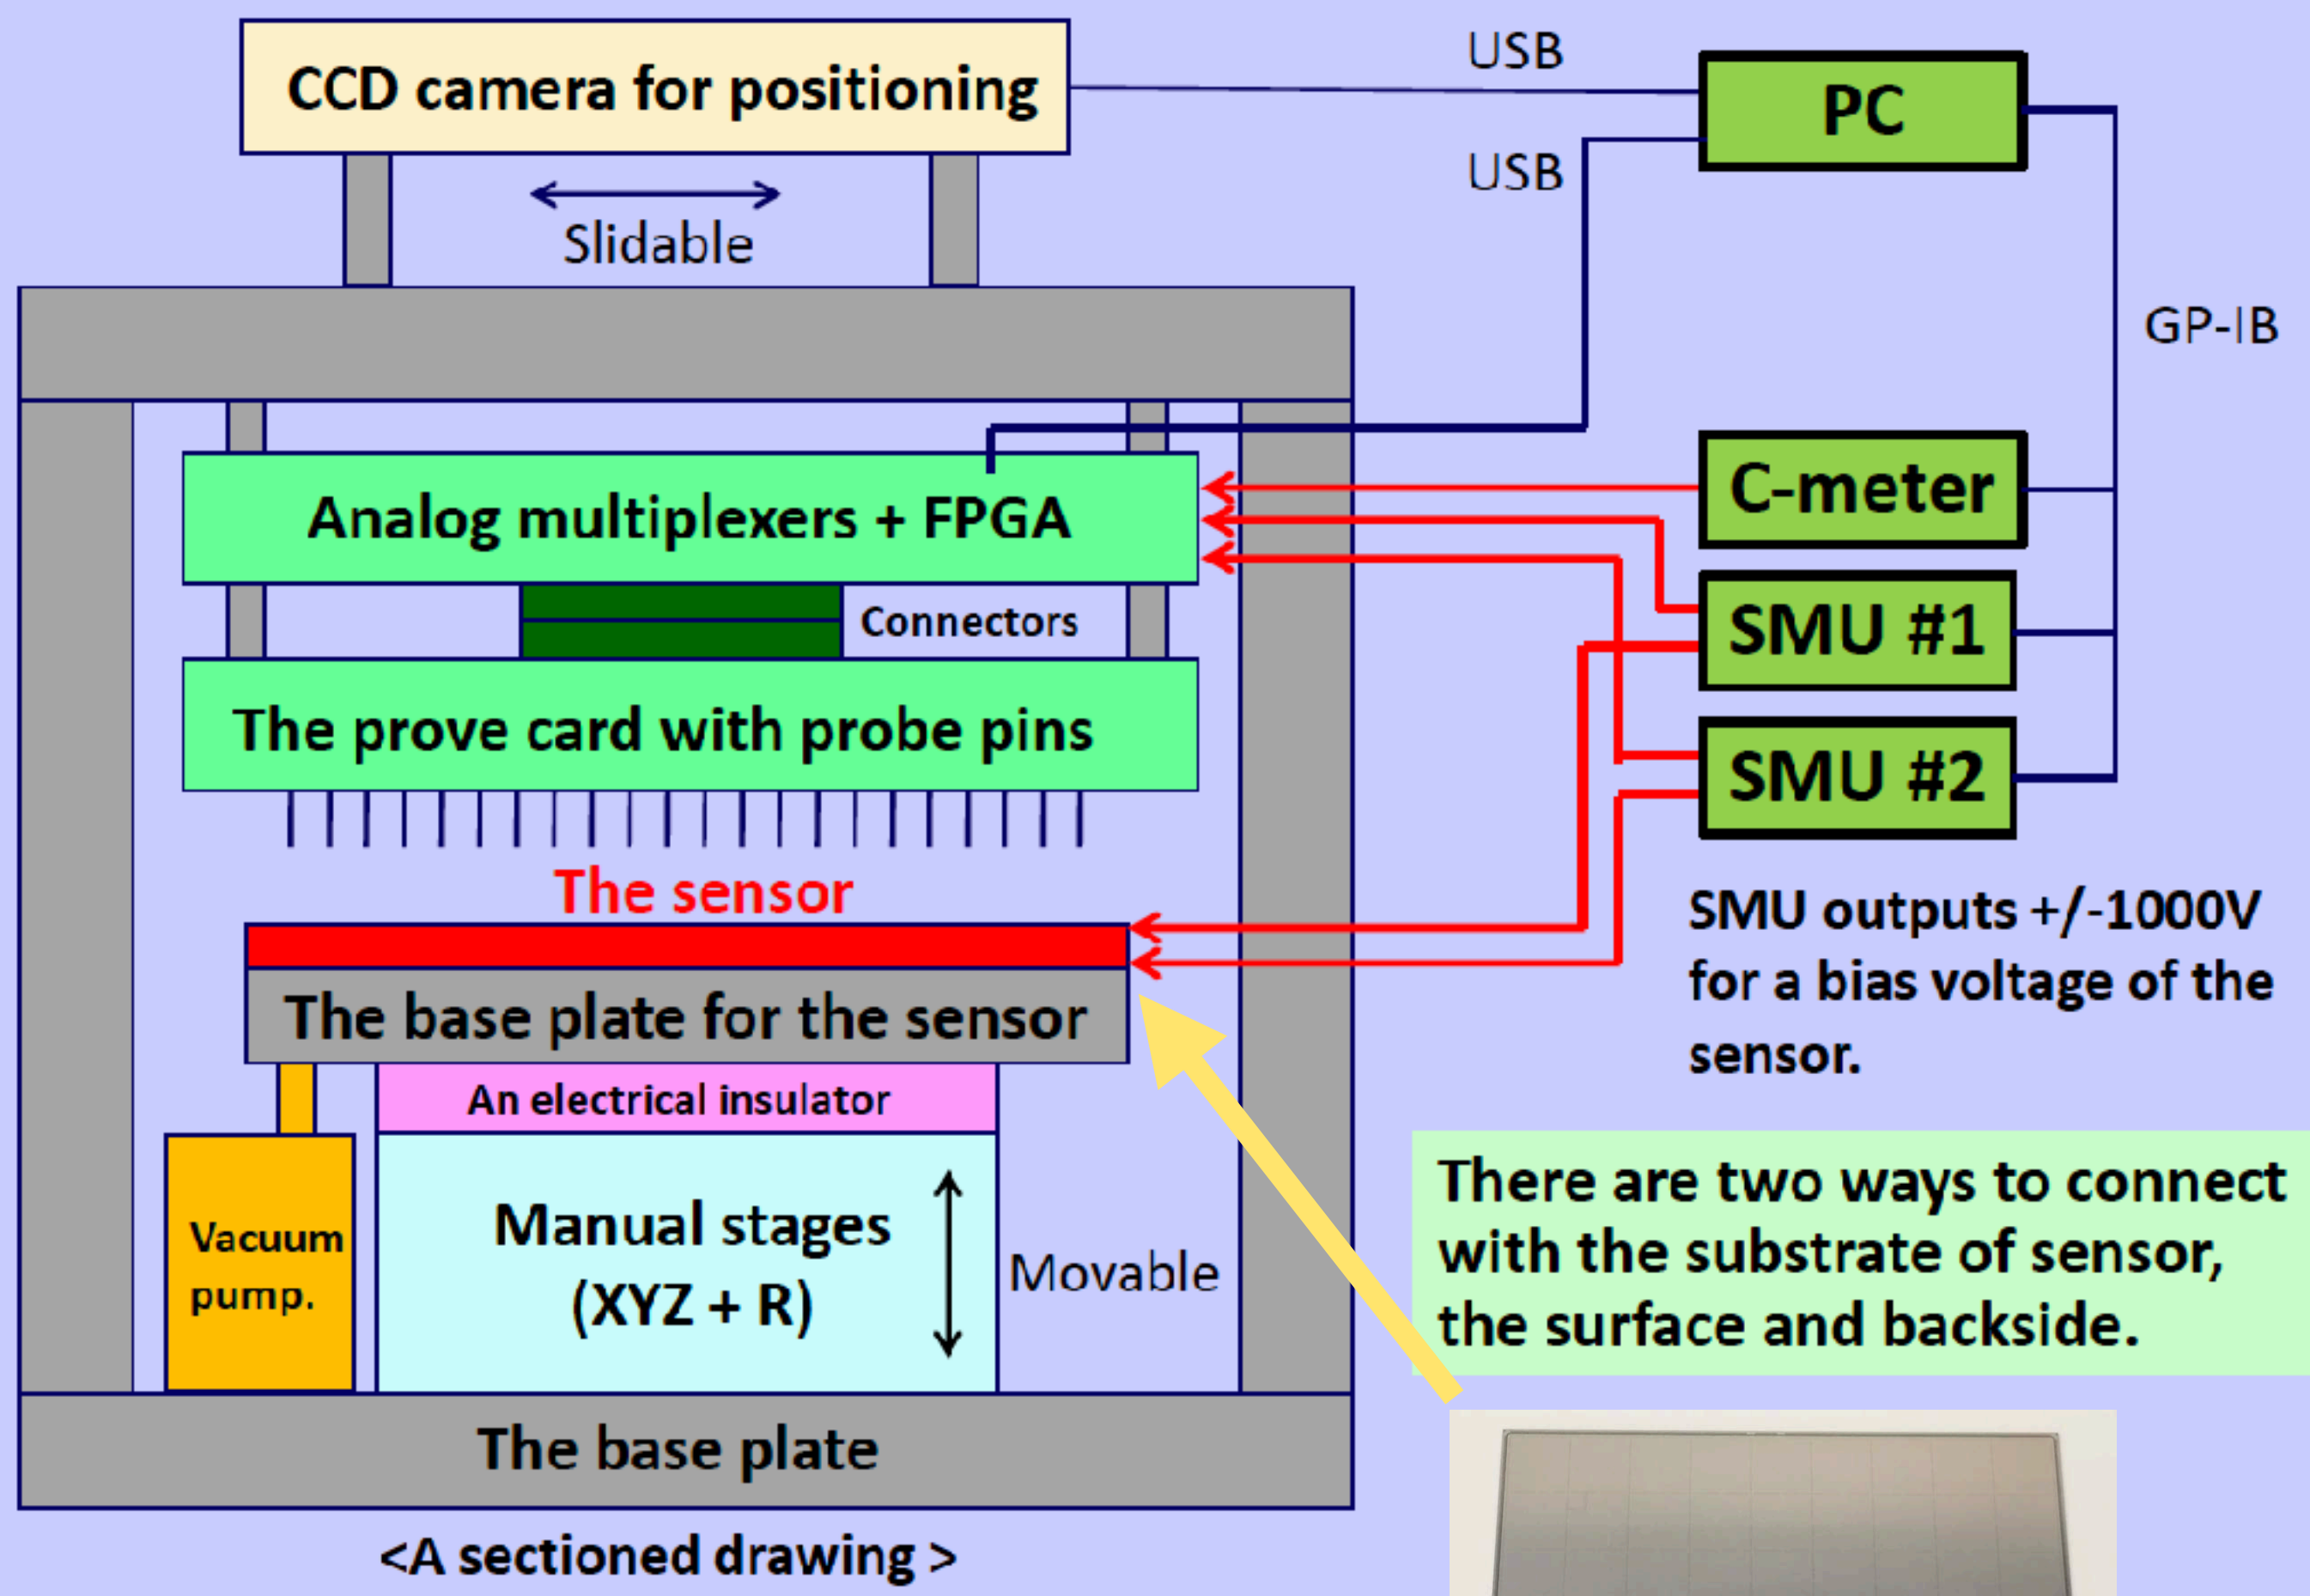 CCD camera for positioning
Slidable
USB
PC
USB
GP-IB
Analog multiplexers + FPGA
Connectors
The prove card with probe pins
C-meter
SMU #1
SMU #2
The sensor
The base plate for the sensor
An electrical insulator
Vacuum
pump.
Manual stages
(XYZ + R)
Movable
The base plate
<A sectioned drawing >
SMU outputs +/-1000V
for a bias voltage of the
sensor.
There are two ways to connect
with the substrate of sensor,
the surface and backside.